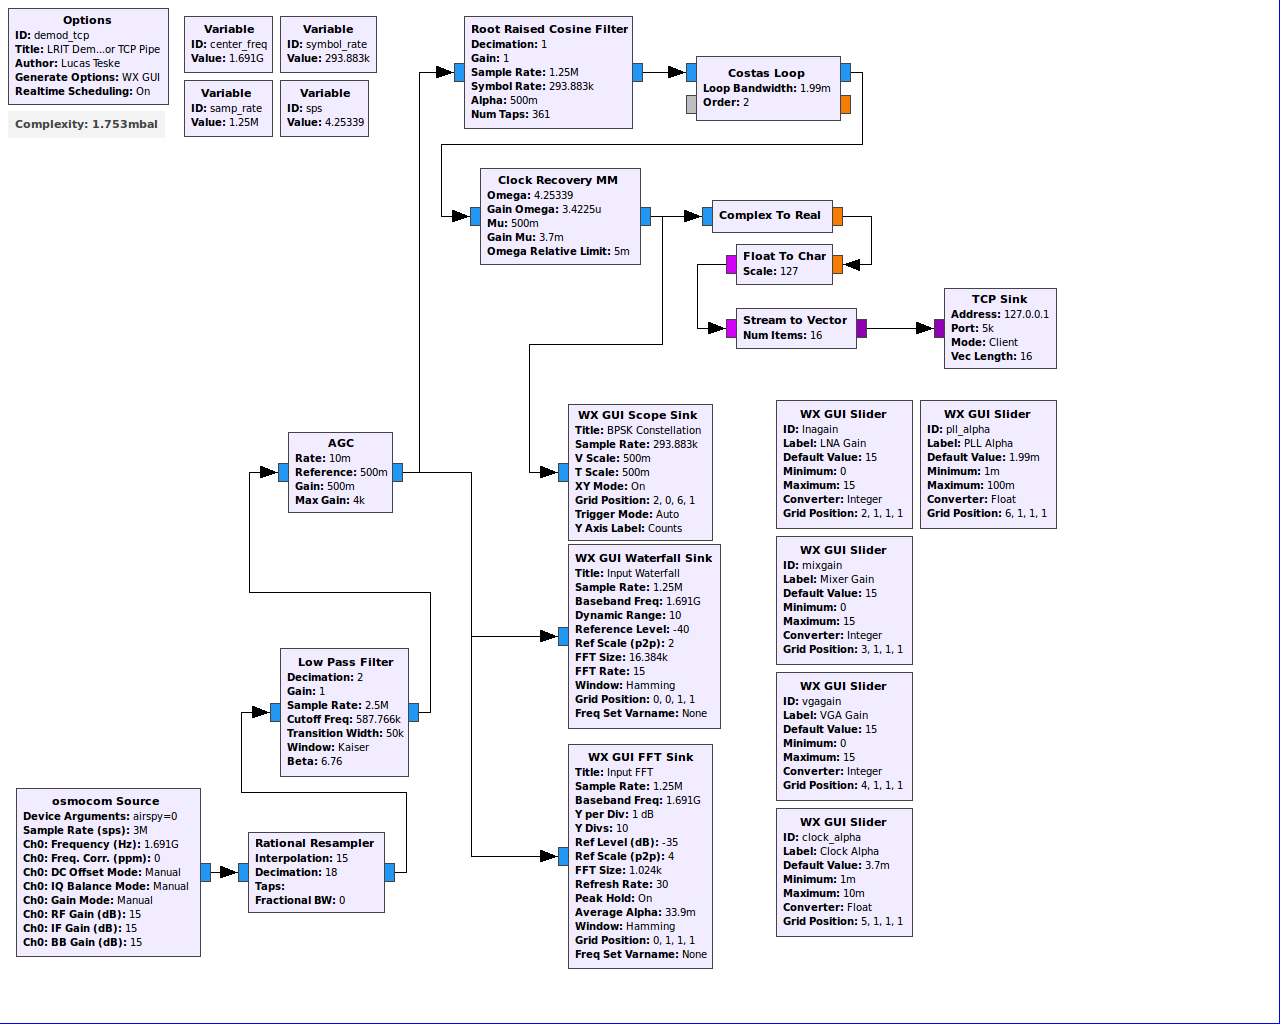 Options
ID: demod_tcp
Title: LRIT Dem...or TCP Pipe
Author: Lucas Teske
Generate Options: WX GUI
Realtime Scheduling: On
Complexity: 1.753mbal
Variable
ID: center_freq
Value: 1.691G
Variable
ID: symbol_rate
Value: 293.883k
Variable
ID: samp_rate
Value: 1.25M
Variable
ID: sps
Value: 4.25339
Root Raised Cosine Filter
Decimation: 1
Gain: 1
Sample Rate: 1.25M
Symbol Rate: 293.883k
Alpha: 500m
Num Taps: 361
Costas Loop
Loop Bandwidth: 1.99m
Order: 2
Clock Recovery MM
Omega: 4.25339
Gain Omega: 3.4225u
Mu: 500m
Gain Mu: 3.7m
Omega Relative Limit: 5m
Complex To Real
Float To Char
Scale: 127
Stream to Vector
Num Items: 16
TCP Sink
Address: 127.0.0.1
Port: 5k
Mode: Client
Vec Length: 16
AGC
Rate: 10m
Reference: 500m
Gain: 500m
Max Gain: 4k
WX GUI Scope Sink
Title: BPSK Constellation
Sample Rate: 293.883k
V Scale: 500m
T Scale: 500m
XY Mode: On
Grid Position: 2, 0, 6, 1
Trigger Mode: Auto
Y Axis Label: Counts
WX GUI Slider
ID: lnagain
Label: LNA Gain
Default Value: 15
Minimum: 0
Maximum: 15
Converter: Integer
Grid Position: 2, 1, 1, 1
WX GUI Slider
ID: pll_alpha
Label: PLL Alpha
Default Value: 1.99m
Minimum: 1m
Maximum: 100m
Converter: Float
Grid Position: 6, 1, 1, 1
WX GUI Waterfall Sink
Title: Input Waterfall
Sample Rate: 1.25M
Baseband Freq: 1.691G
Dynamic Range: 10
Reference Level: -40
Ref Scale (p2p): 2
FFT Size: 16.384k
FFT Rate: 15
Window: Hamming
Grid Position: 0, 0, 1, 1
Freq Set Varname: None
WX GUI Slider
ID: mixgain
Label: Mixer Gain
Default Value: 15
Minimum: 0
Maximum: 15
Converter: Integer
Grid Position: 3, 1, 1, 1
Low Pass Filter
Decimation: 2
Gain: 1
Sample Rate: 2.5M
Cutoff Freq: 587.766k
Transition Width: 50k
Window: Kaiser
Beta: 6.76
WX GUI Slider
ID: vgagain
Label: VGA Gain
Default Value: 15
Minimum: 0
Maximum: 15
Converter: Integer
Grid Position: 4, 1, 1, 1
WX GUI FFT Sink
Title: Input FFT
Sample Rate: 1.25M
Baseband Freq: 1.691G
Y per Div: 1 dB
Y Divs: 10
Ref Level (dB): -35
Ref Scale (p2p): 4
FFT Size: 1.024k
Refresh Rate: 30
Peak Hold: On
Average Alpha: 33.9m
Window: Hamming
Grid Position: 0, 1, 1, 1
Freq Set Varname: None
WX GUI Slider
ID: clock_alpha
Label: Clock Alpha
Default Value: 3.7m
Minimum: 1m
Maximum: 10m
Converter: Float
Grid Position: 5, 1, 1, 1
osmocom Source
Device Arguments: airspy=0
Sample Rate (sps): 3M
Ch0: Frequency (Hz): 1.691G
Ch0: Freq. Corr. (ppm): 0
Ch0: DC Offset Mode: Manual
Ch0: IQ Balance Mode: Manual
Ch0: Gain Mode: Manual
Ch0: RF Gain (dB): 15
Ch0: IF Gain (dB): 15
Ch0: BB Gain (dB): 15
Rational Resampler
Interpolation: 15
Decimation: 18
Taps:
Fractional BW: 0